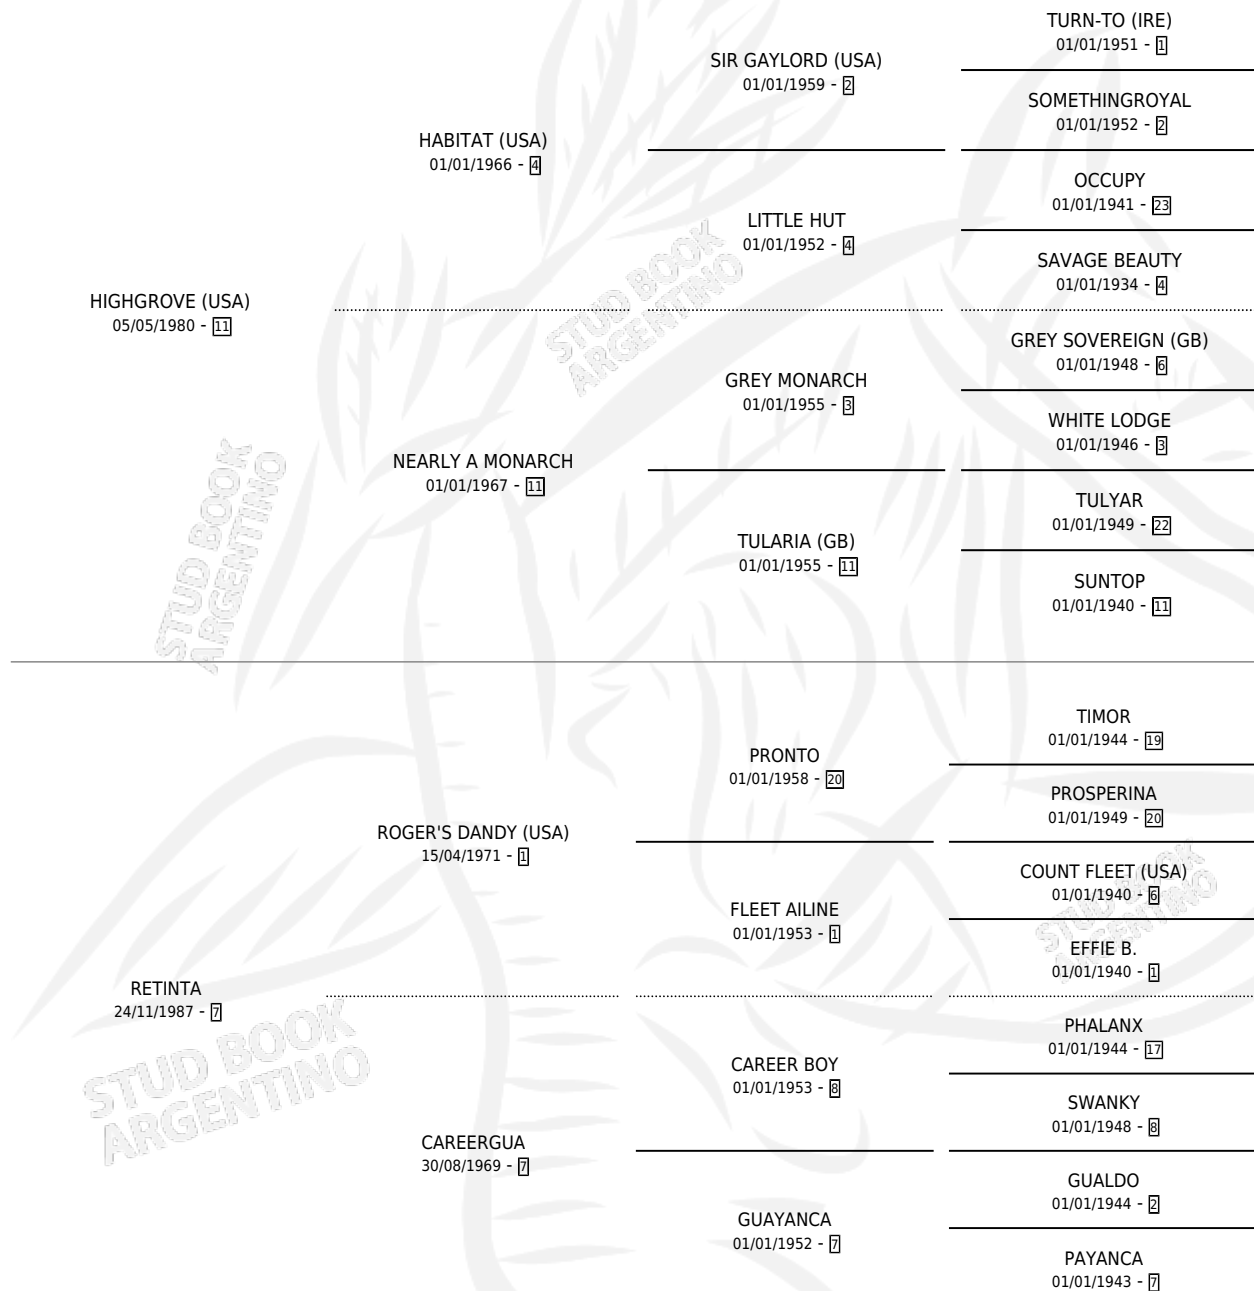 TURN-TO (IRE)
01/01/1951 - 1
SIR GAYLORD (USA)
01/01/1959 - 2
SOMETHINGROYAL
01/01/1952 - 2
HABITAT (USA)
01/01/1966 - 4
OCCUPY
01/01/1941 - 23
LITTLE HUT
01/01/1952 - 4
SAVAGE BEAUTY
01/01/1934 - 4
HIGHGROVE (USA)
05/05/1980 - 11
STUD BOOK
ARGENTINO
GREY SOVEREIGN (GB)
01/01/1948 - 6
GREY MONARCH
01/01/1955 - 3
WHITE LODGE
01/01/1946 - 3
NEARLY A MONARCH
01/01/1967 - 11
STUD BOOK
ARGENTINO
TULYAR
01/01/1949 - 22
TULARIA (GB)
01/01/1955 - 11
SUNTOP
01/01/1940 - 11
TIMOR
01/01/1944 - 19
PRONTO
01/01/1958 - 20
PROSPERINA
01/01/1949 - 20
ROGER'S DANDY (USA)
15/04/1971 - 1
COUNT FLEET (USA)
01/01/1940 - 6
STUD BOOK
ARGENTINO
FLEET AILINE
01/01/1953 - 1
EFFIE B.
01/01/1940 - 1
RETINTA
24/11/1987 - 7
STUD BOOK
ARGENTINO
PHALANX
01/01/1944 - 17
CAREER BOY
01/01/1953 - 8
SWANKY
01/01/1948 - 8
CAREERGUA
30/08/1969 - 7
GUALDO
01/01/1944 - 2
GUAYANCA
01/01/1952 - 7
PAYANCA
01/01/1943 - 7